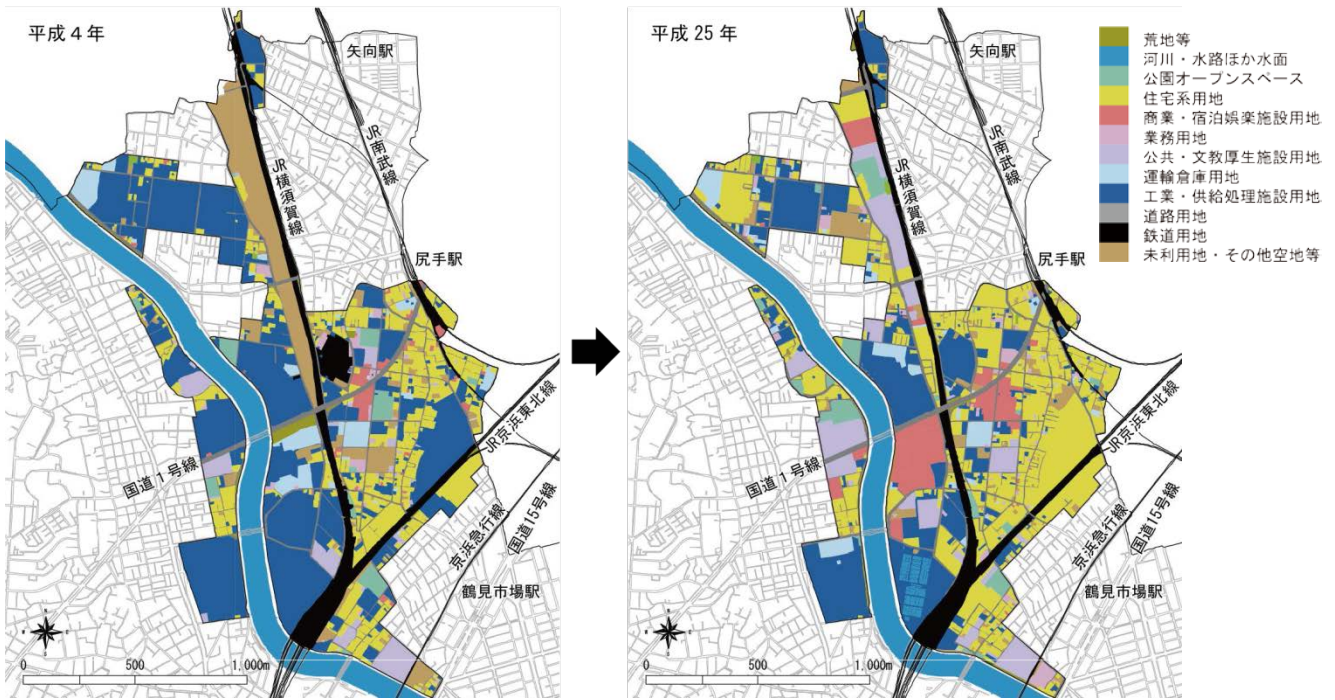 平成4年
矢向駅
JR南武線
JR横須賀線
尻手駅
JR京浜東北線
国道1号線
京浜急行線
国道15号線
鶴見市場駅
N
W
E
S
0 500 1,000m
平成25年
矢向駅
JR南武線
JR横須賀線
尻手駅
JR京浜東北線
国道1号線
京浜急行線
国道15号線
鶴見市場駅
N
W
E
S
0 500 1,000m
荒地等
河川・水路ほか水面
公園オープンスペース
住宅系用地
商業・宿泊娯楽施設用地
業務用地
公共・文教厚生施設用地
運輸倉庫用地
工業・供給処理施設用地
道路用地
鉄道用地
未利用地・その他空地等